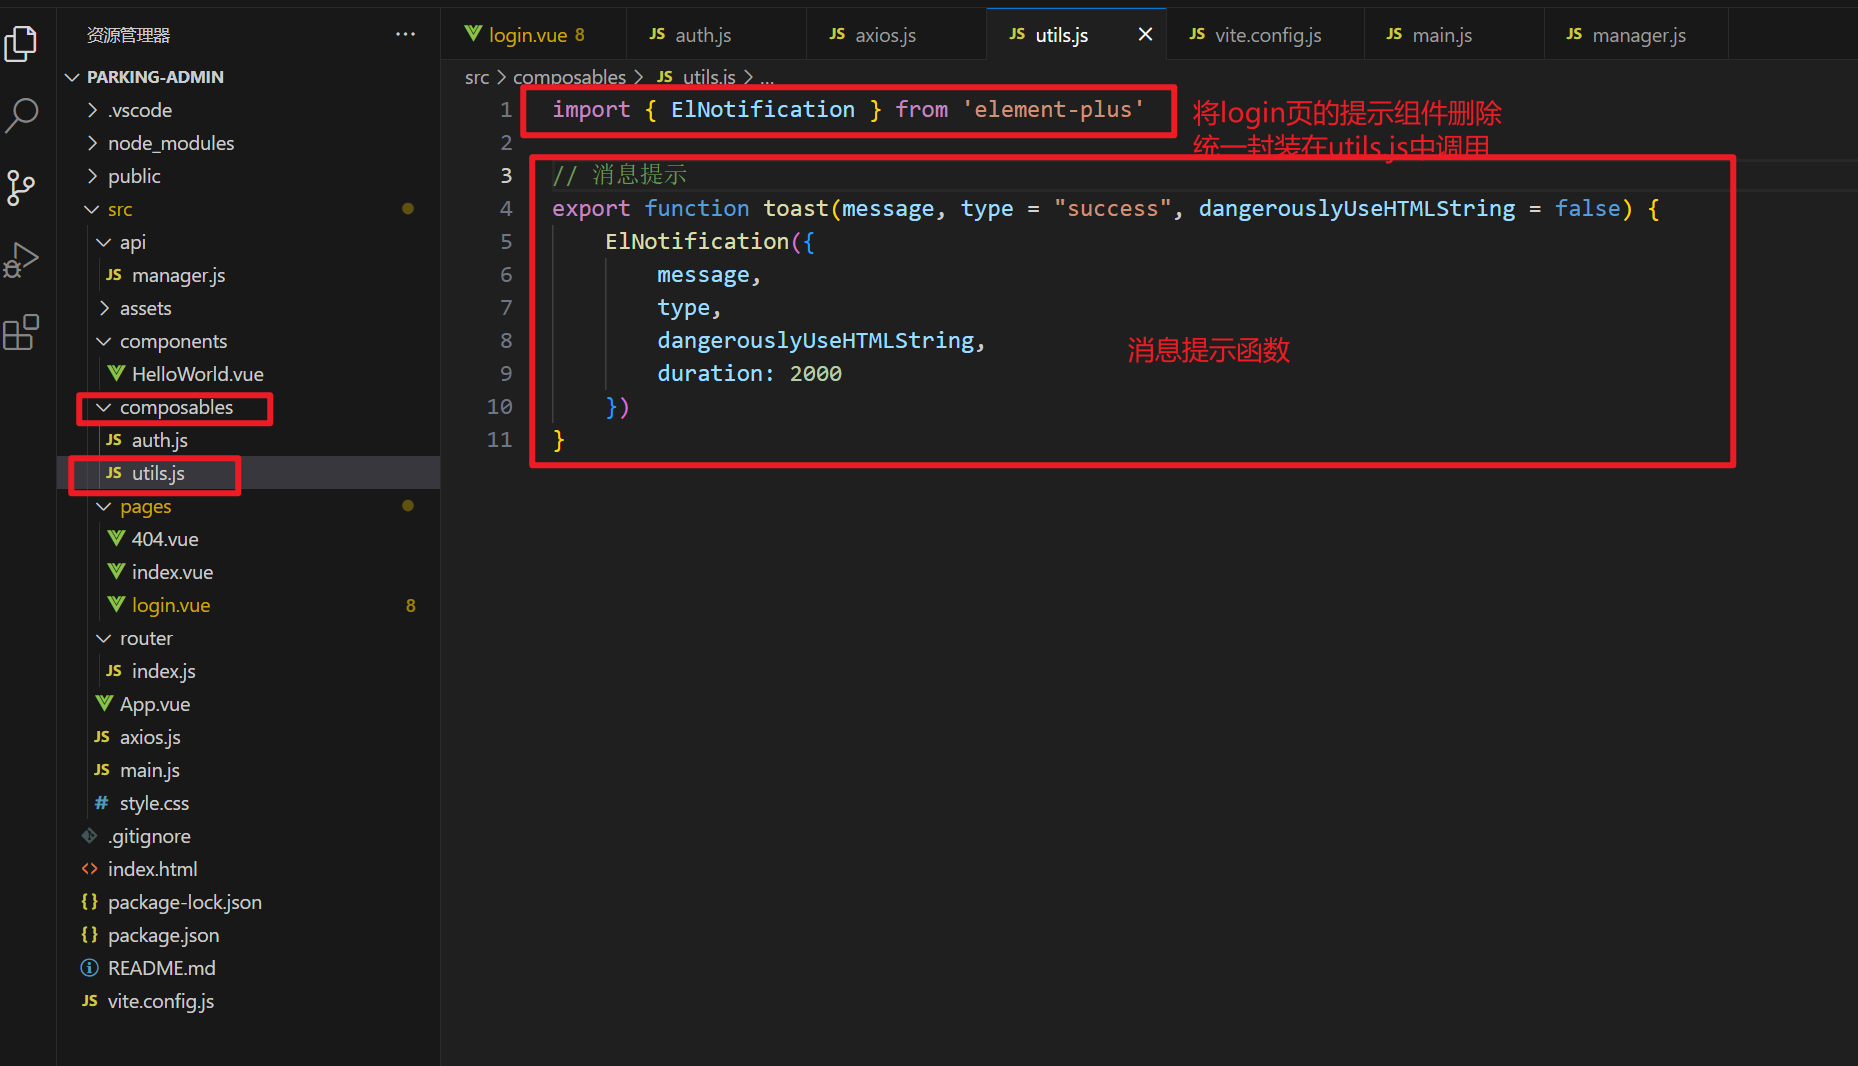 资源管理器
···
PARKING-ADMIN
.vscode
node_modules
public
src
api
JS manager.js
assets
components
HelloWorld.vue
composables
JS auth.js
JS utils.js
pages
404.vue
index.vue
login.vue 8
router
JS index.js
App.vue
JS axios.js
JS main.js
# style.css
.gitignore
<> index.html
{} package-lock.json
{} package.json
README.md
JS vite.config.js
login.vue 8
JS auth.js
JS axios.js
JS utils.js
JS vite.config.js
JS main.js
JS manager.js
src > composables > JS utils.js > ...
1 import { ElNotification } from 'element-plus'
将login页的提示组件删除
2
统一封装在utils.js中调用
3 // 消息提示
4 export function toast(message, type = "success", dangerouslyUseHTMLString = false) {
5 ElNotification({
6 message,
7 type,
8 dangerouslyUseHTMLString,
消息提示函数
9 duration: 2000
10 })
11 }